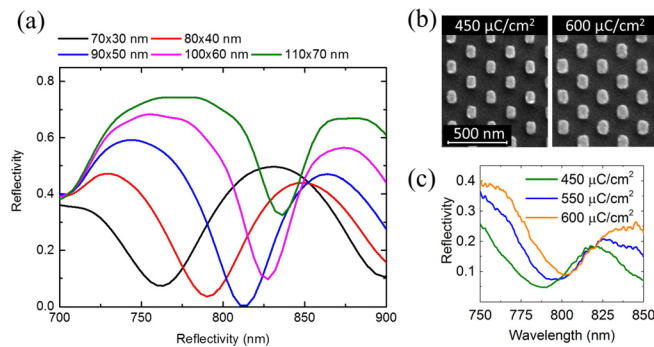 (a)
70x30 nm 80x40 nm
90x50 nm 100x60 nm 110x70 nm
0.8
0.6
0.4
0.2
0.0
Reflectivity
700 750 800 850 900
Reflectivity (nm)
(b)
450 μC/cm²
600 μC/cm²
500 nm
(c)
450 μC/cm²
550 μC/cm²
600 μC/cm²
0.4
0.3
0.2
0.1
Reflectivity
750 775 800 825 850
Wavelength (nm)